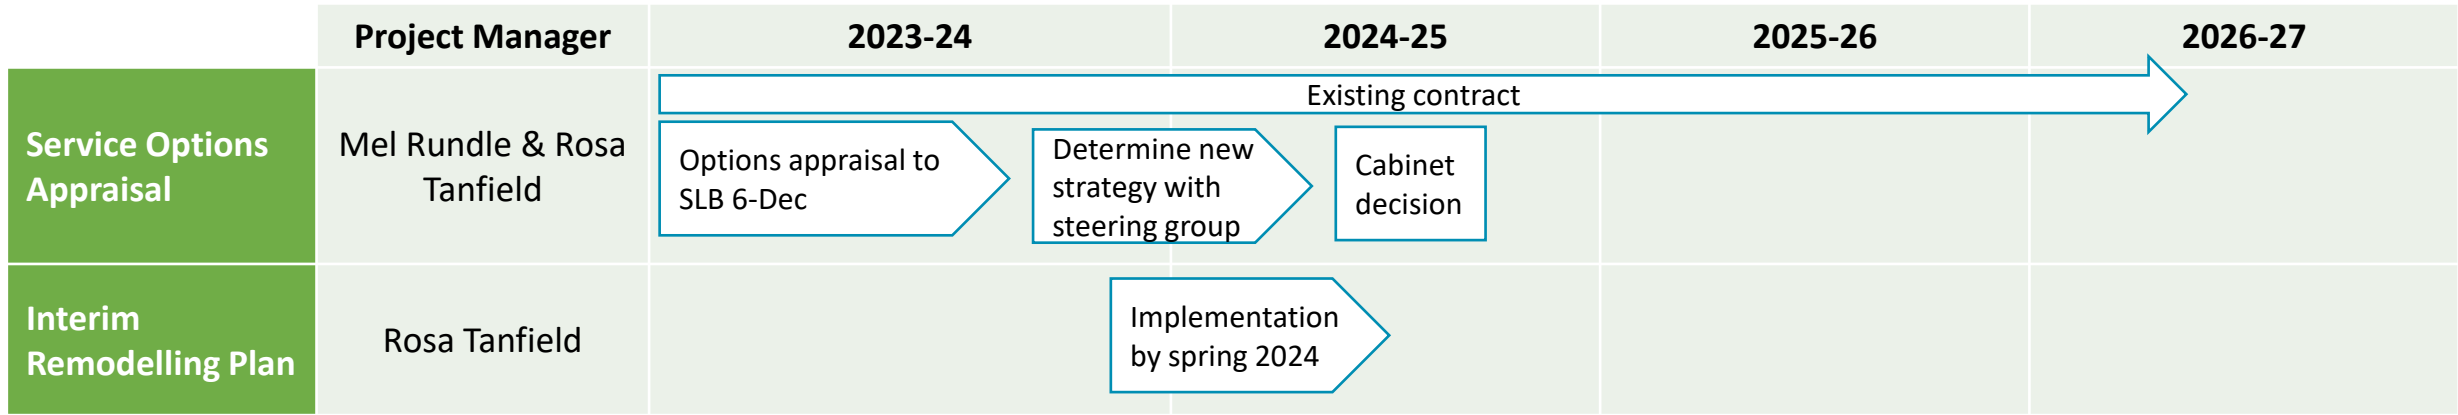 Project Manager
2023-24
2024-25
2025-26
2026-27
Service Options
Appraisal
Mel Rundle & Rosa
Tanfield
Existing contract
Options appraisal to
SLB 6-Dec
Determine new
strategy with
steering group
Cabinet
decision
Interim
Remodelling Plan
Rosa Tanfield
Implementation
by spring 2024